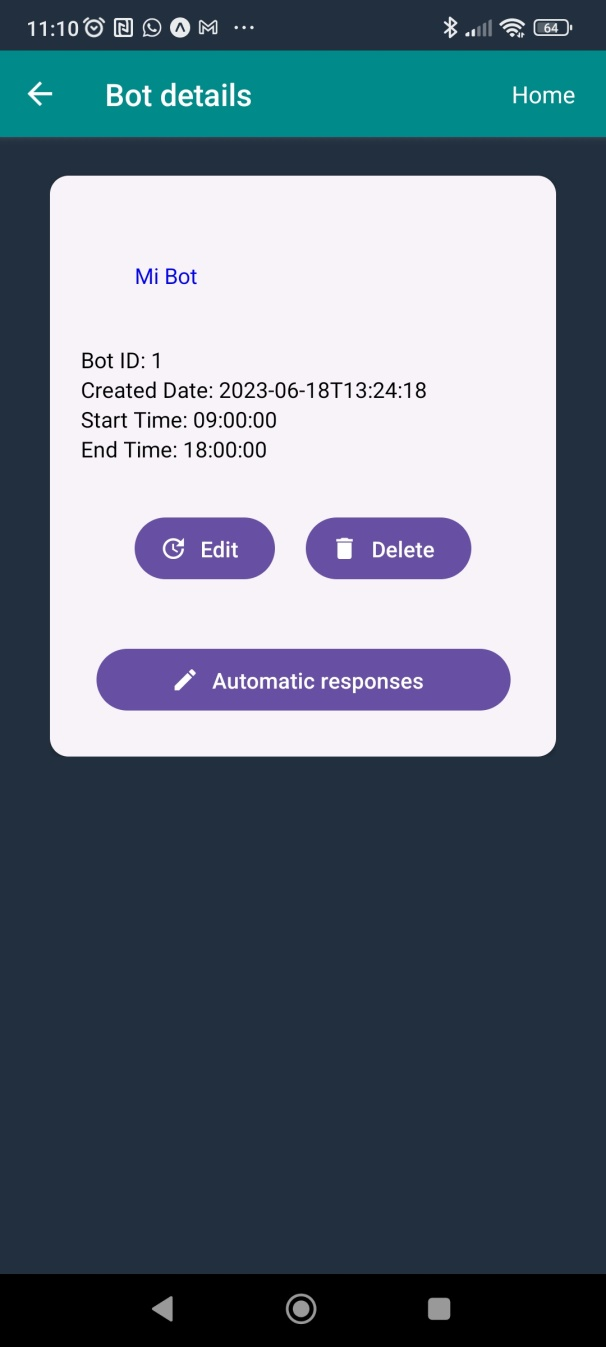 11:10 64
Bot details Home
Mi Bot
Bot ID: 1
Created Date: 2023-06-18T13:24:18
Start Time: 09:00:00
End Time: 18:00:00
Edit Delete
Automatic responses